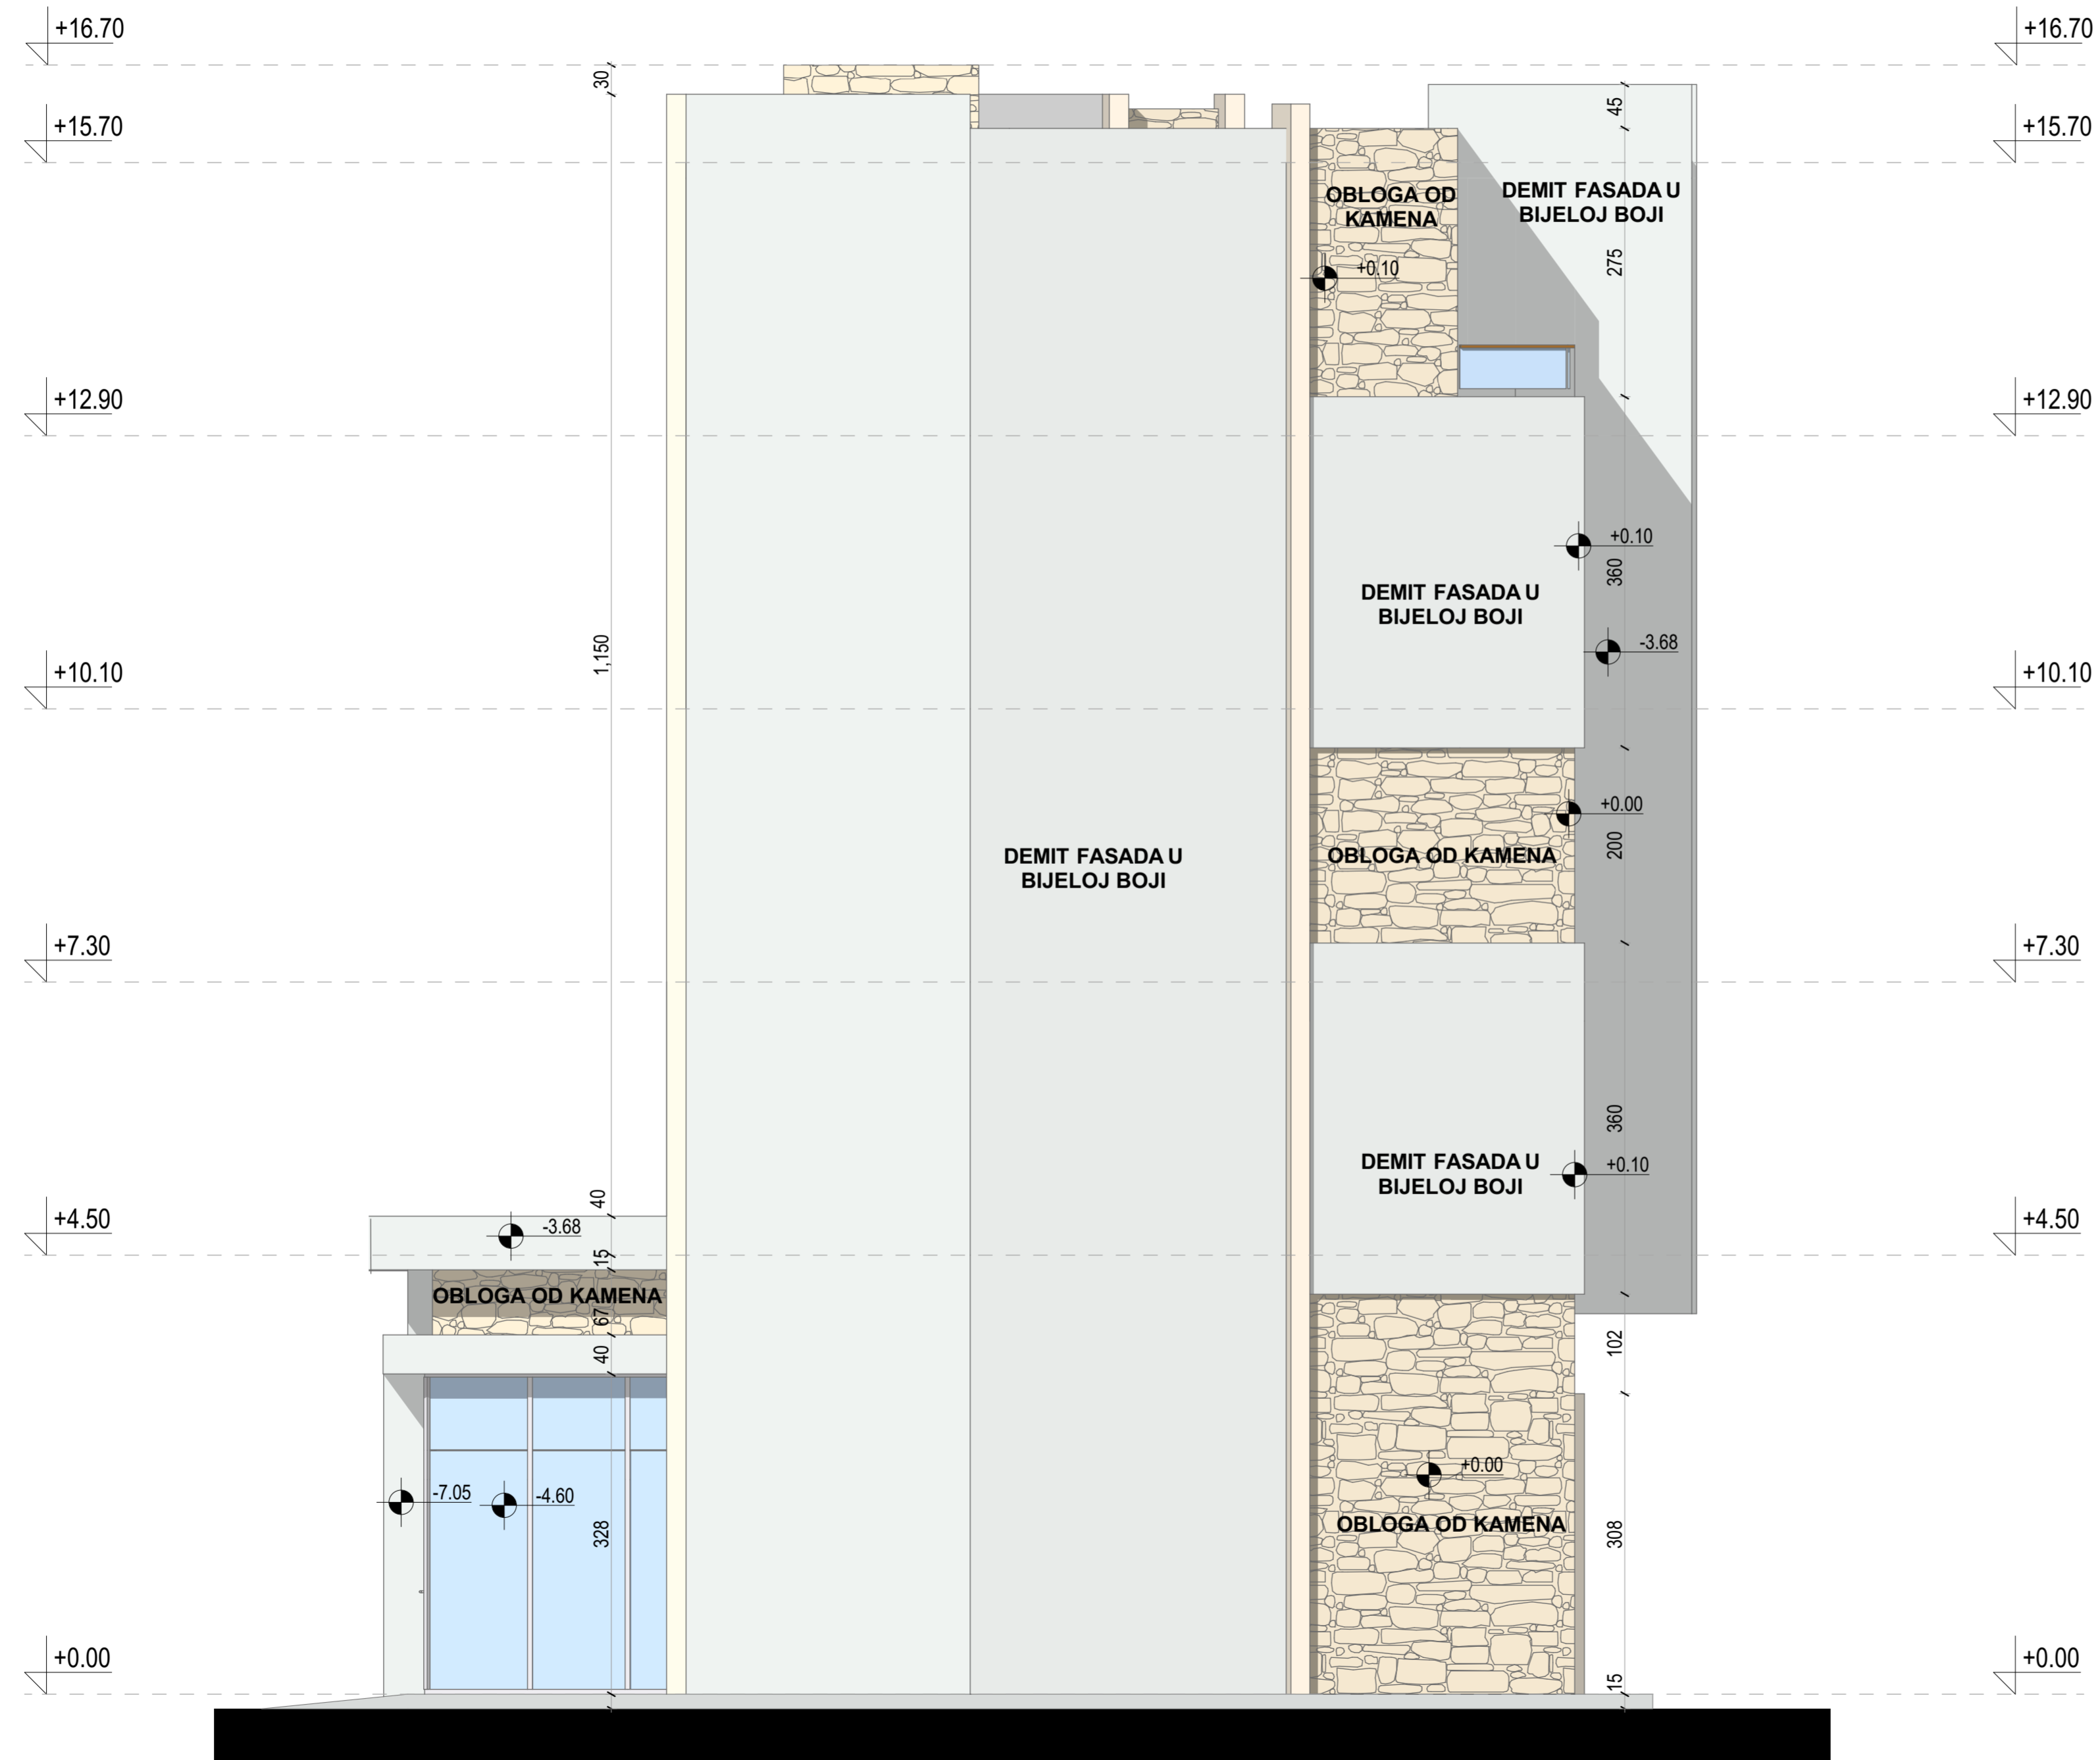 +16.70
+16.70
30
45
+15.70
+15.70
OBLOGA OD
KAMENA
DEMIT FASADA U
BIJELOJ BOJI
275
+0.10
+12.90
+12.90
+0.10
360
DEMIT FASADA U
BIJELOJ BOJI
1,150
-3.68
+10.10
+10.10
+0.00
200
DEMIT FASADA U
BIJELOJ BOJI
OBLOGA OD KAMENA
+7.30
+7.30
360
DEMIT FASADA U
BIJELOJ BOJI
+0.10
40
+4.50
+4.50
-3.68
15
OBLOGA OD KAMENA
67
40
102
+0.00
-7.05
-4.60
328
OBLOGA OD KAMENA
308
+0.00
+0.00
15